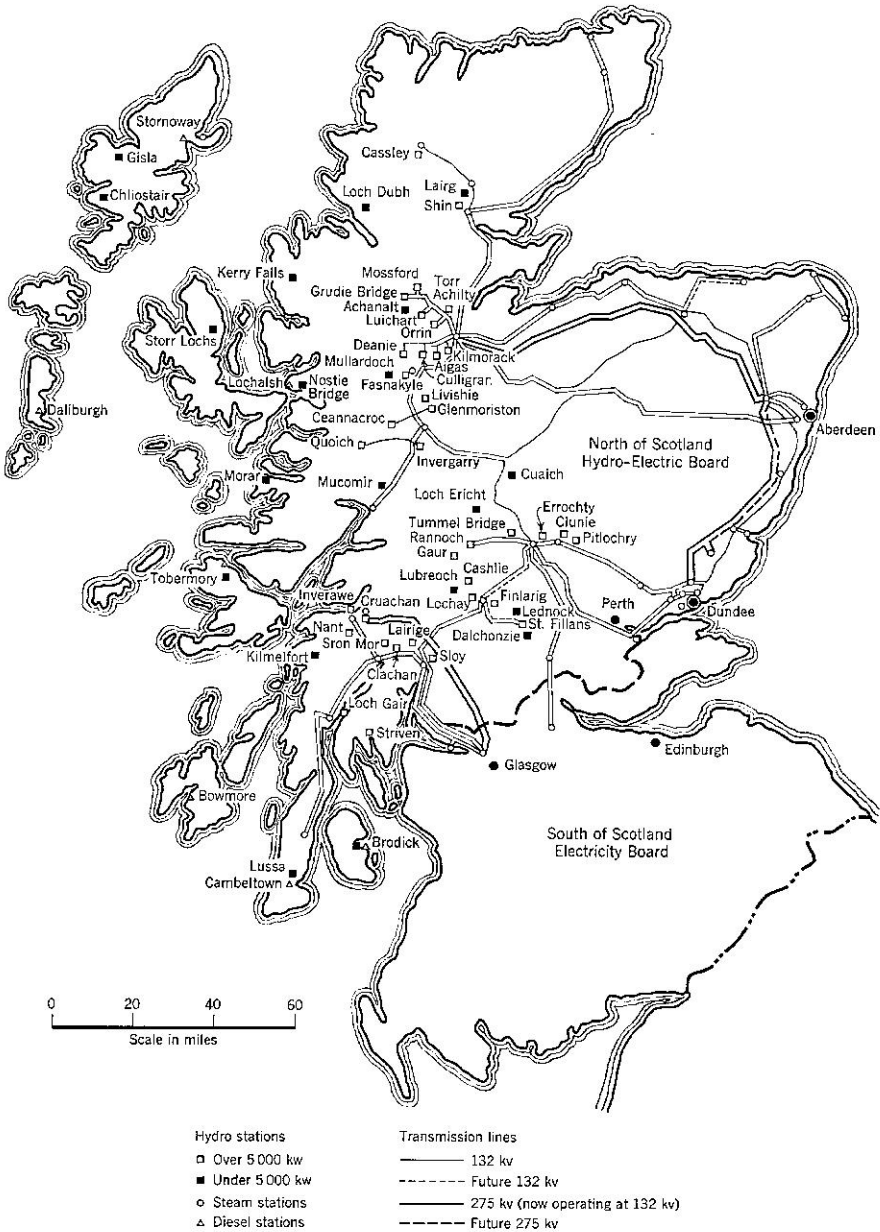 Stornoway
Gisla
Chliostair
Cassley
Loch Dubh
Lairg
Shin
Kerry Falls
Mossford
Grudie Bridge
Torr
Achilty
Achanalt
Luichart
Orrin
Storr Lochs
Deanie
Kilmorack
Mullardoch
Aigas
Culligran
Fasnakyle
Lochalsh
Nostie
Bridge
Livishie
Glenmoriston
Daliburgh
Ceannacroc
Aberdeen
Quoich
Invergarry
North of Scotland
Hydro-Electric Board
Morar
Mucomir
Cuaich
Loch Ericht
Errochty
Tummel Bridge
Clunie
Rannoch
Pitlochry
Gaur
Cashlie
Tobermory
Lubreoch
Inverawe
Cruachan
Lochay
Finlarig
Perth
Dundee
Lednock
Nant
Lairige
St. Fillans
Sron Mor
Dalchonzie
Kilmelfort
Sloy
Clachan
Loch Gair
Striven
Edinburgh
Glasgow
Bowmore
Brodick
South of Scotland
Electricity Board
Lussa
Cambeltown
0 20 40 60
Scale in miles
Hydro stations
Over 5 000 kw
Under 5 000 kw
Steam stations
Diesel stations
Transmission lines
132 kv
Future 132 kv
275 kv (now operating at 132 kv)
Future 275 kv